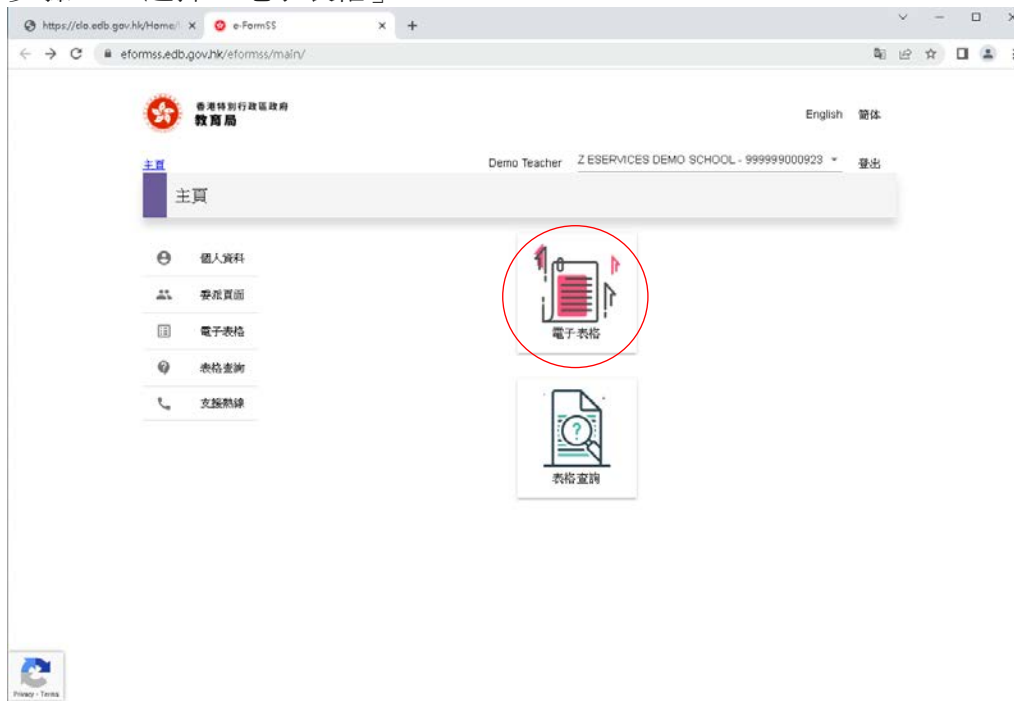 https://clo.edb.gov.hk/Home/
e-FormSS
eformss.edb.gov.hk/eformss/main/
香港特別行政區政府
教育局
English 簡体
主頁
Demo Teacher Z ESERVICES DEMO SCHOOL - 999999000923 登出
主頁
個人資料
委派頁面
電子表格
表格查詢
支援熱線
電子表格
表格查詢
Privacy - Terms